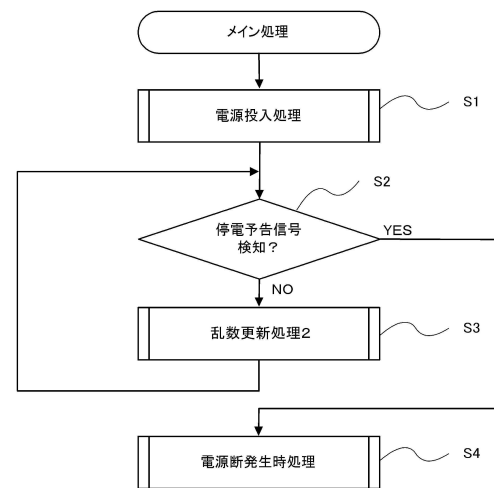 メイン処理
電源投入処理
S1
S2
停電予告信号
検知？
YES
NO
乱数更新処理2
S3
電源断発生時処理
S4